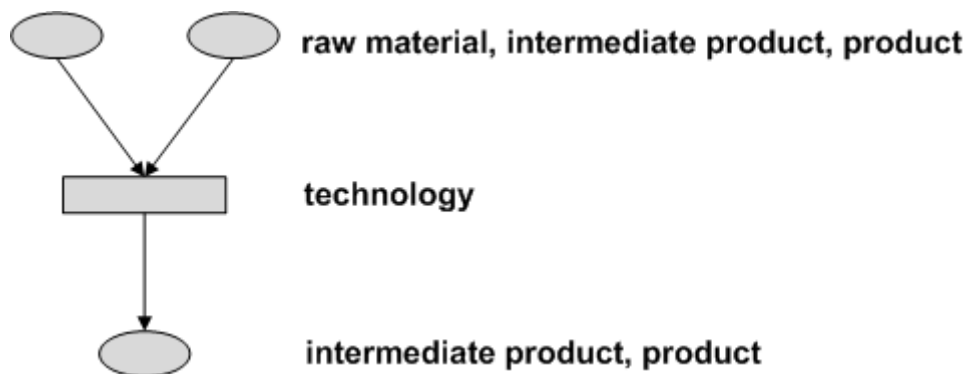 raw material, intermediate product, product
technology
intermediate product, product